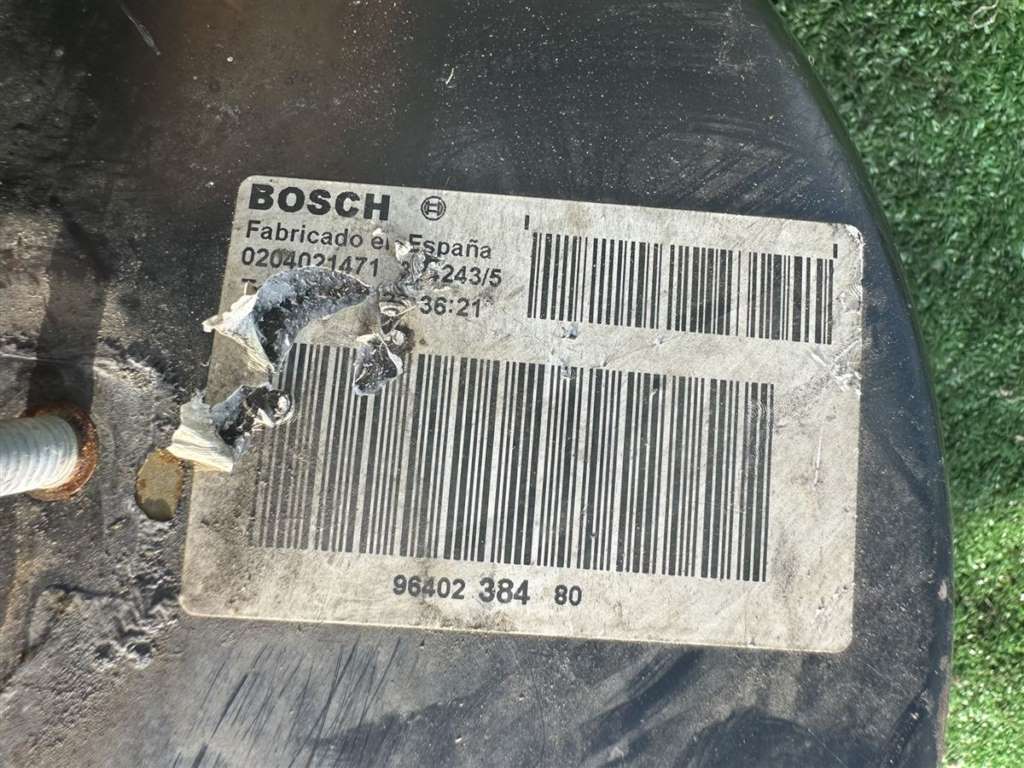 BOSCH
Fabricado en España
0204021471 243/5
36:21
96402 384 80